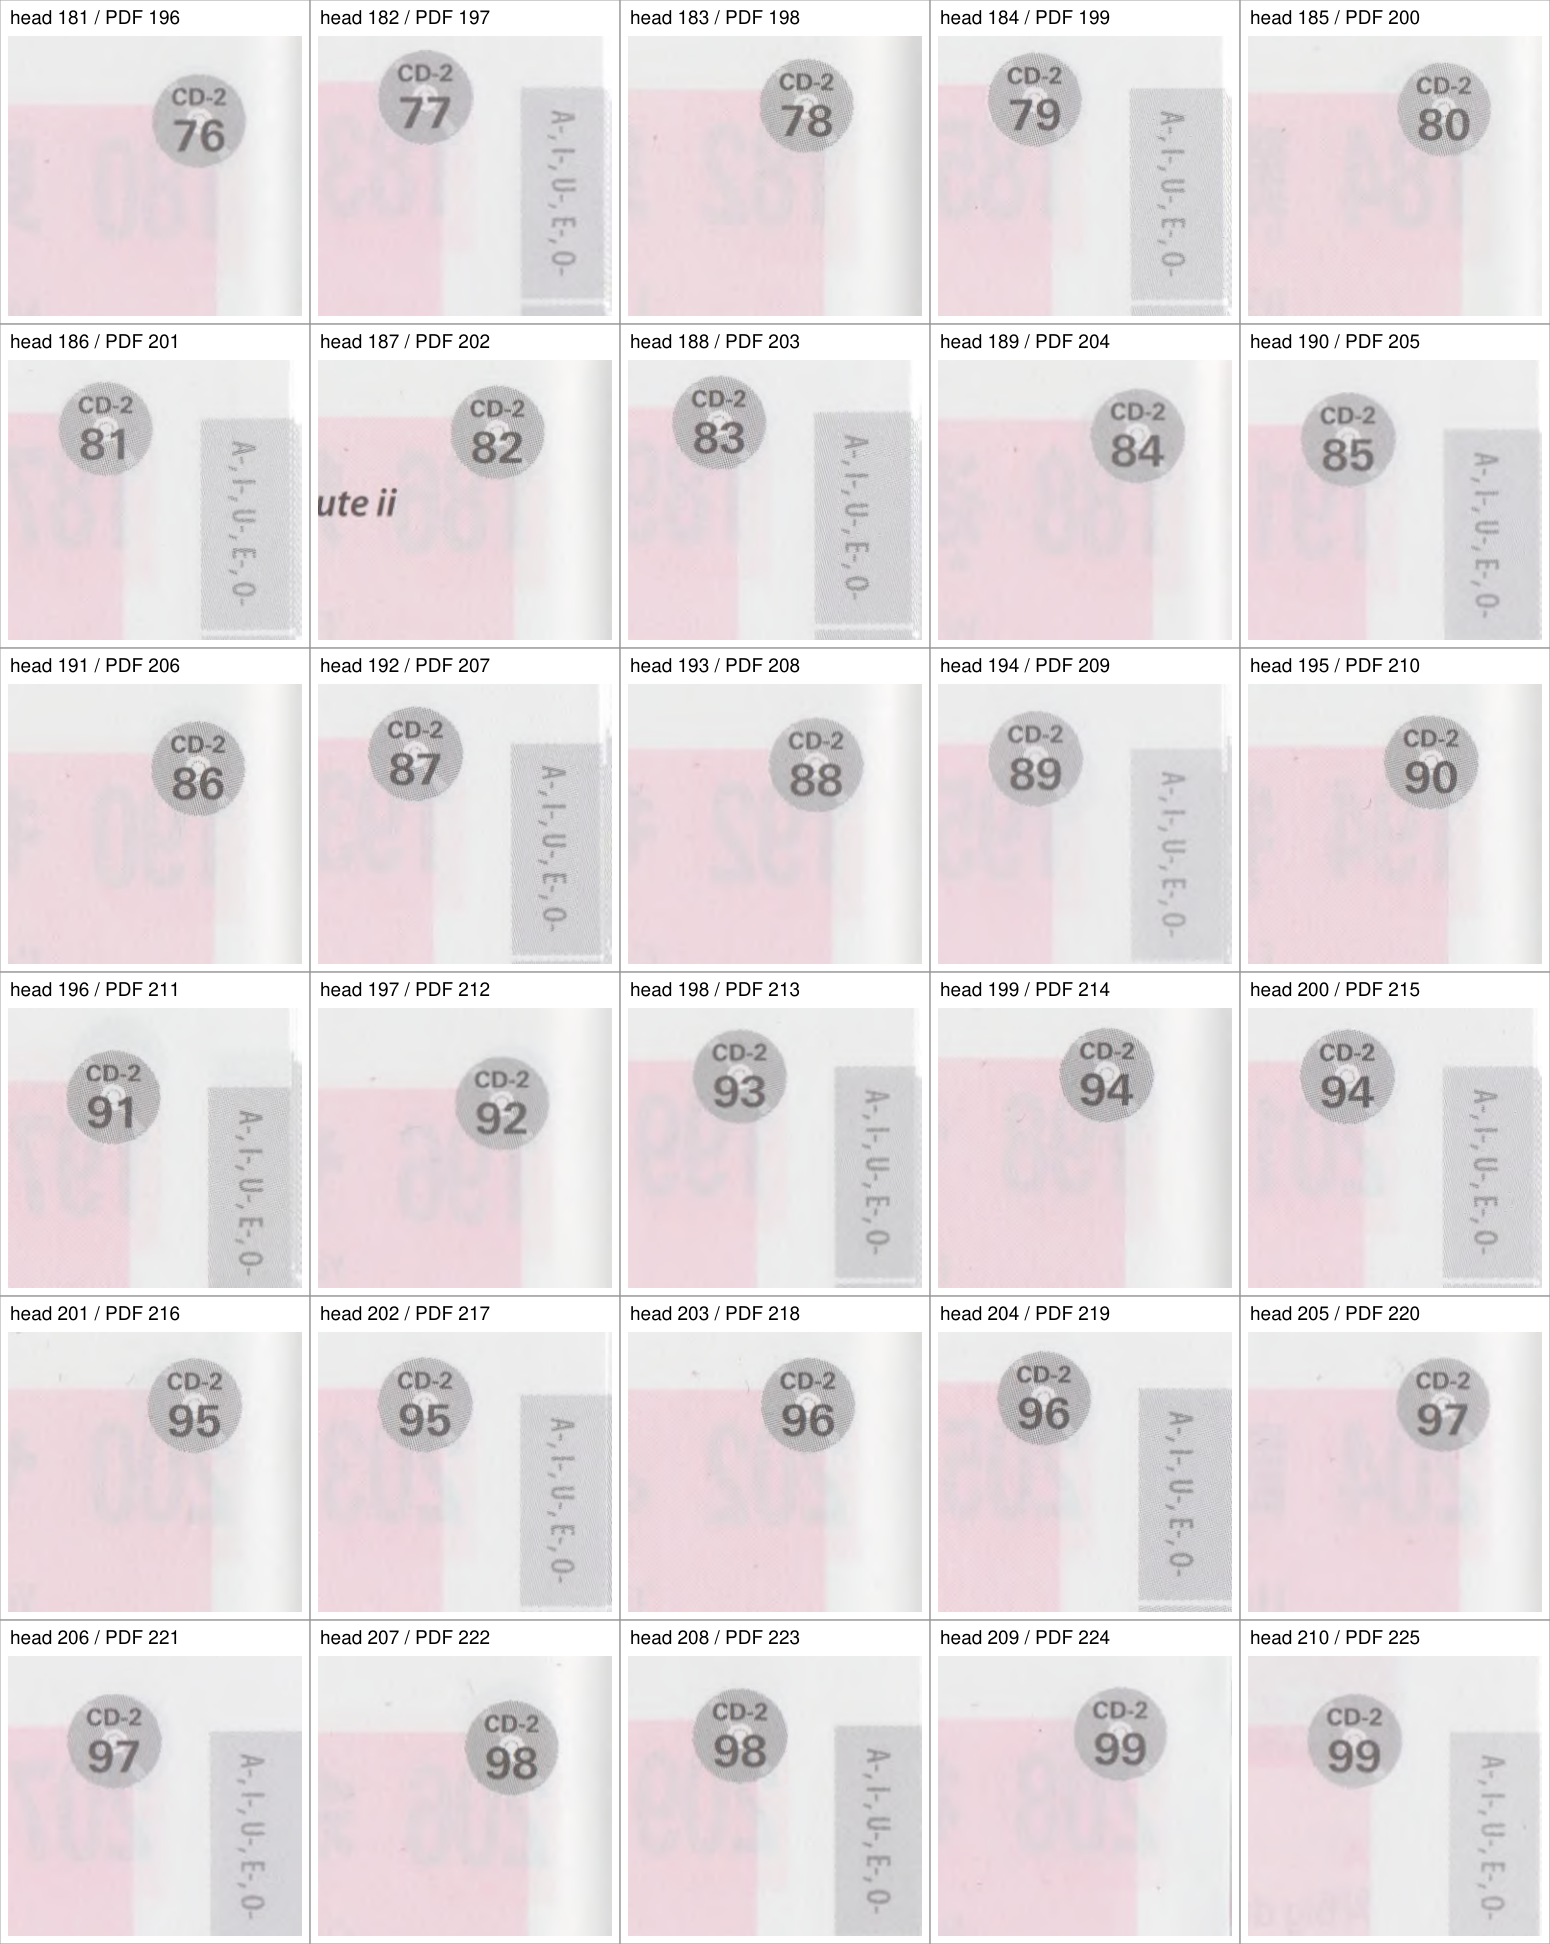 head 181 / PDF 196
CD-2
76
head 182 / PDF 197
CD-2
77
A-, I-, U-, E-, O-
head 183 / PDF 198
CD-2
78
head 184 / PDF 199
CD-2
79
A-, I-, U-, E-, O-
head 185 / PDF 200
CD-2
80
head 186 / PDF 201
CD-2
81
A-, I-, U-, E-, O-
head 187 / PDF 202
CD-2
82
ute ii
head 188 / PDF 203
CD-2
83
A-, I-, U-, E-, O-
head 189 / PDF 204
CD-2
84
head 190 / PDF 205
CD-2
85
A-, I-, U-, E-, O-
head 191 / PDF 206
CD-2
86
head 192 / PDF 207
CD-2
87
A-, I-, U-, E-, O-
head 193 / PDF 208
CD-2
88
head 194 / PDF 209
CD-2
89
A-, I-, U-, E-, O-
head 195 / PDF 210
CD-2
90
head 196 / PDF 211
CD-2
91
A-, I-, U-, E-, O-
head 197 / PDF 212
CD-2
92
head 198 / PDF 213
CD-2
93
A-, I-, U-, E-, O-
head 199 / PDF 214
CD-2
94
head 200 / PDF 215
CD-2
94
A-, I-, U-, E-, O-
head 201 / PDF 216
CD-2
95
head 202 / PDF 217
CD-2
95
A-, I-, U-, E-, O-
head 203 / PDF 218
CD-2
96
head 204 / PDF 219
CD-2
96
A-, I-, U-, E-, O-
head 205 / PDF 220
CD-2
97
head 206 / PDF 221
CD-2
97
A-, I-, U-, E-, O-
head 207 / PDF 222
CD-2
98
head 208 / PDF 223
CD-2
98
A-, I-, U-, E-, O-
head 209 / PDF 224
CD-2
99
head 210 / PDF 225
CD-2
99
A-, I-, U-, E-, O-